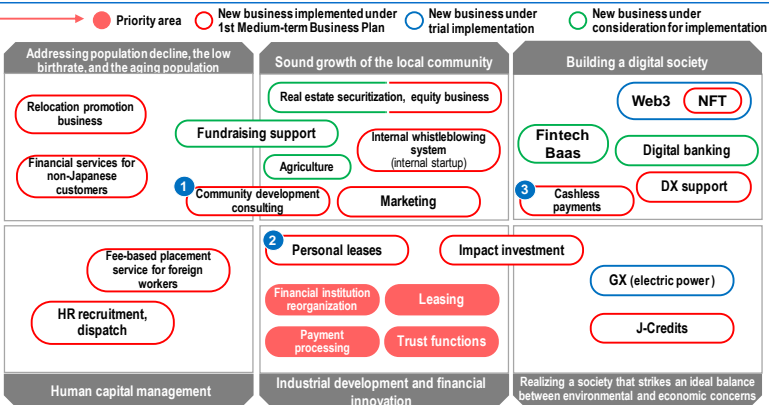 Priority area
New business implemented under
1st Medium-term Business Plan
New business under
trial implementation
New business under
consideration for implementation
Addressing population decline, the low
birthrate, and the aging population
Sound growth of the local community
Building a digital society
Relocation promotion
business
Financial services for
non-Japanese
customers
Fundraising support
Real estate securitization, equity business
Internal whistleblowing
system
(internal startup)
Agriculture
1
Community development
consulting
Marketing
Web3
NFT
Fintech
Baas
Digital banking
DX support
3
Cashless
payments
Fee-based placement
service for foreign
workers
HR recruitment,
dispatch
2
Personal leases
Impact investment
Financial institution
reorganization
Leasing
Payment
processing
Trust functions
GX (electric power )
J-Credits
Human capital management
Industrial development and financial
innovation
Realizing a society that strikes an ideal balance
between environmental and economic concerns